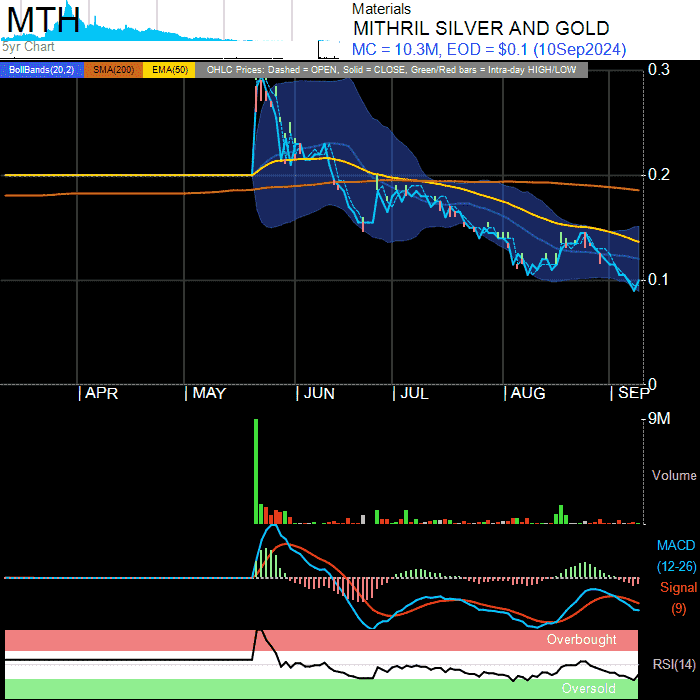 MTH
5yr Chart
Materials
MITHRIL SILVER AND GOLD
MC = 10.3M, EOD = $0.1 (10Sep2024)
BollBands(20,2) SMA(200) EMA(50) OHLC Prices: Dashed = OPEN, Solid = CLOSE, Green/Red bars = Intra-day HIGH/LOW
0.3
0.2
0.1
0
| APR | MAY | JUN | JUL | AUG | SEP
9M
Volume
MACD
(12-26)
Signal
(9)
Overbought
RSI(14)
Oversold